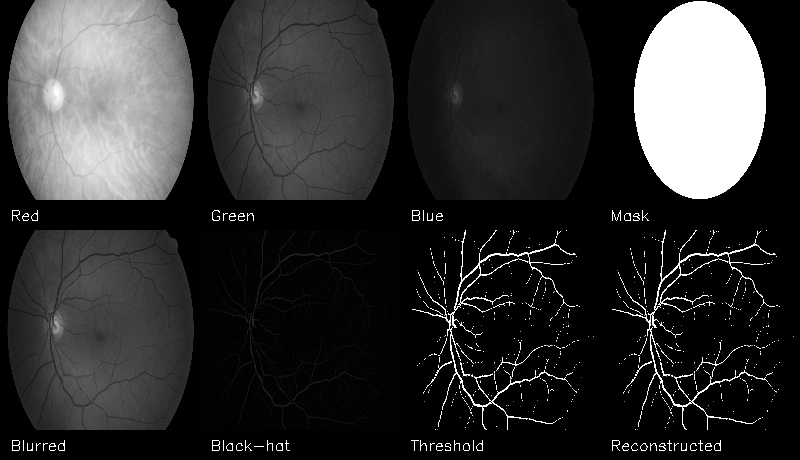 Red
Green
Blue
Mask
Blurred
Black-hat
Threshold
Reconstructed